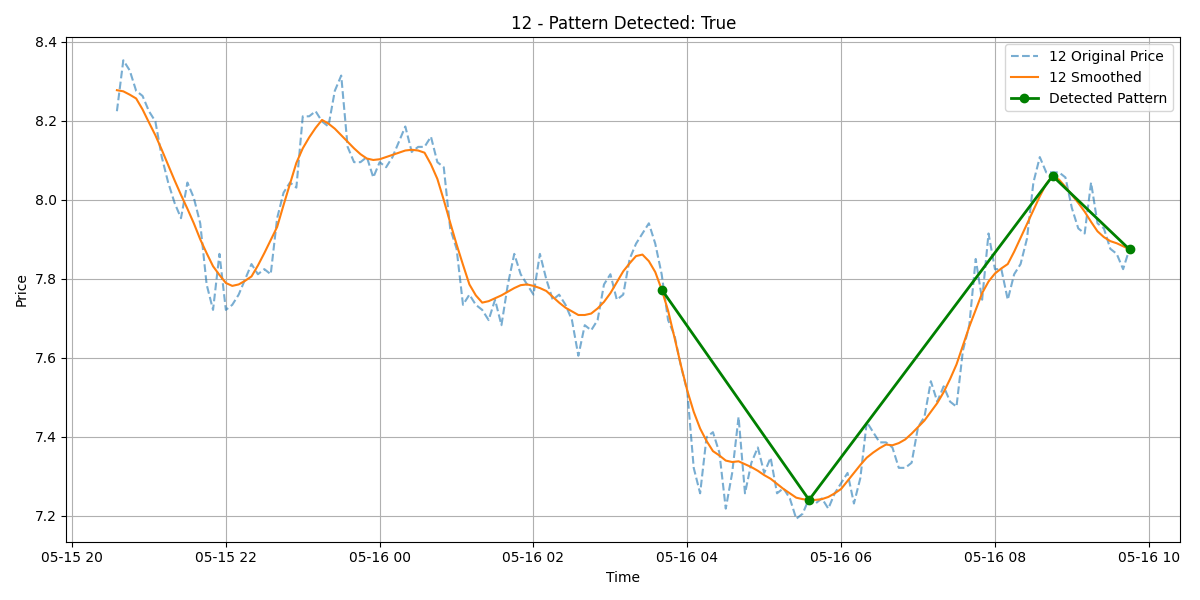 12 - Pattern Detected: True
12 Original Price
12 Smoothed
Detected Pattern
Price
8.4
8.2
8.0
7.8
7.6
7.4
7.2
05-15 20
05-15 22
05-16 00
05-16 02
05-16 04
05-16 06
05-16 08
05-16 10
Time